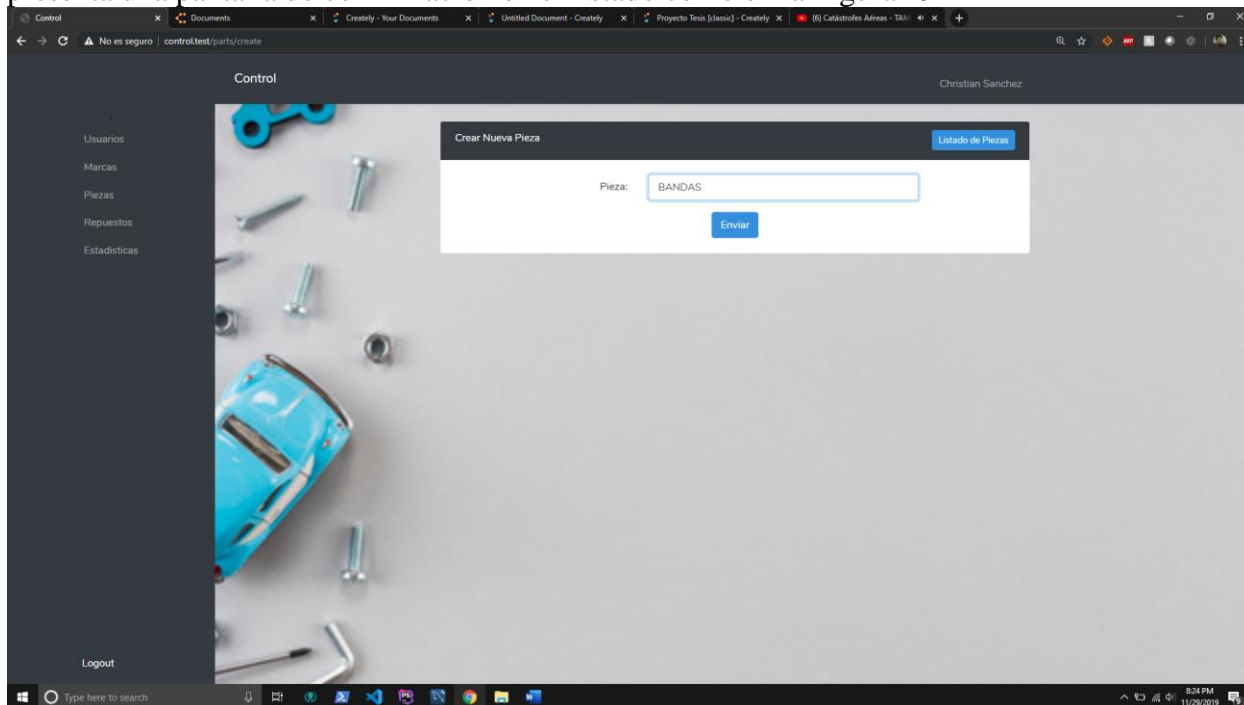 Control
Documents
Creately - Your Documents
Untitled Document - Creately
Proyecto Tesis [classic] - Creately
(6) Catástrofes Aéreas - TAM
No es seguro
control.test/parts/create
Control
Christian Sanchez
Usuarios
Marcas
Piezas
Repuestos
Estadisticas
Crear Nueva Pieza
Listado de Piezas
Pieza:
BANDAS
Enviar
Logout
Type here to search
8:24 PM
11/29/2019